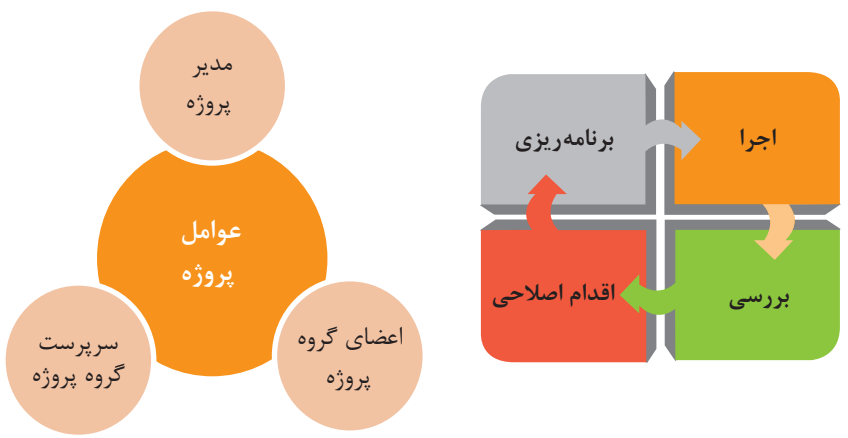 مدیر
پروژه
عوامل
پروژه
سرپرست
گروه پروژه
اعضای گروه
پروژه
برنامه‌ریزی
اجرا
بررسی
اقدام اصلاحی